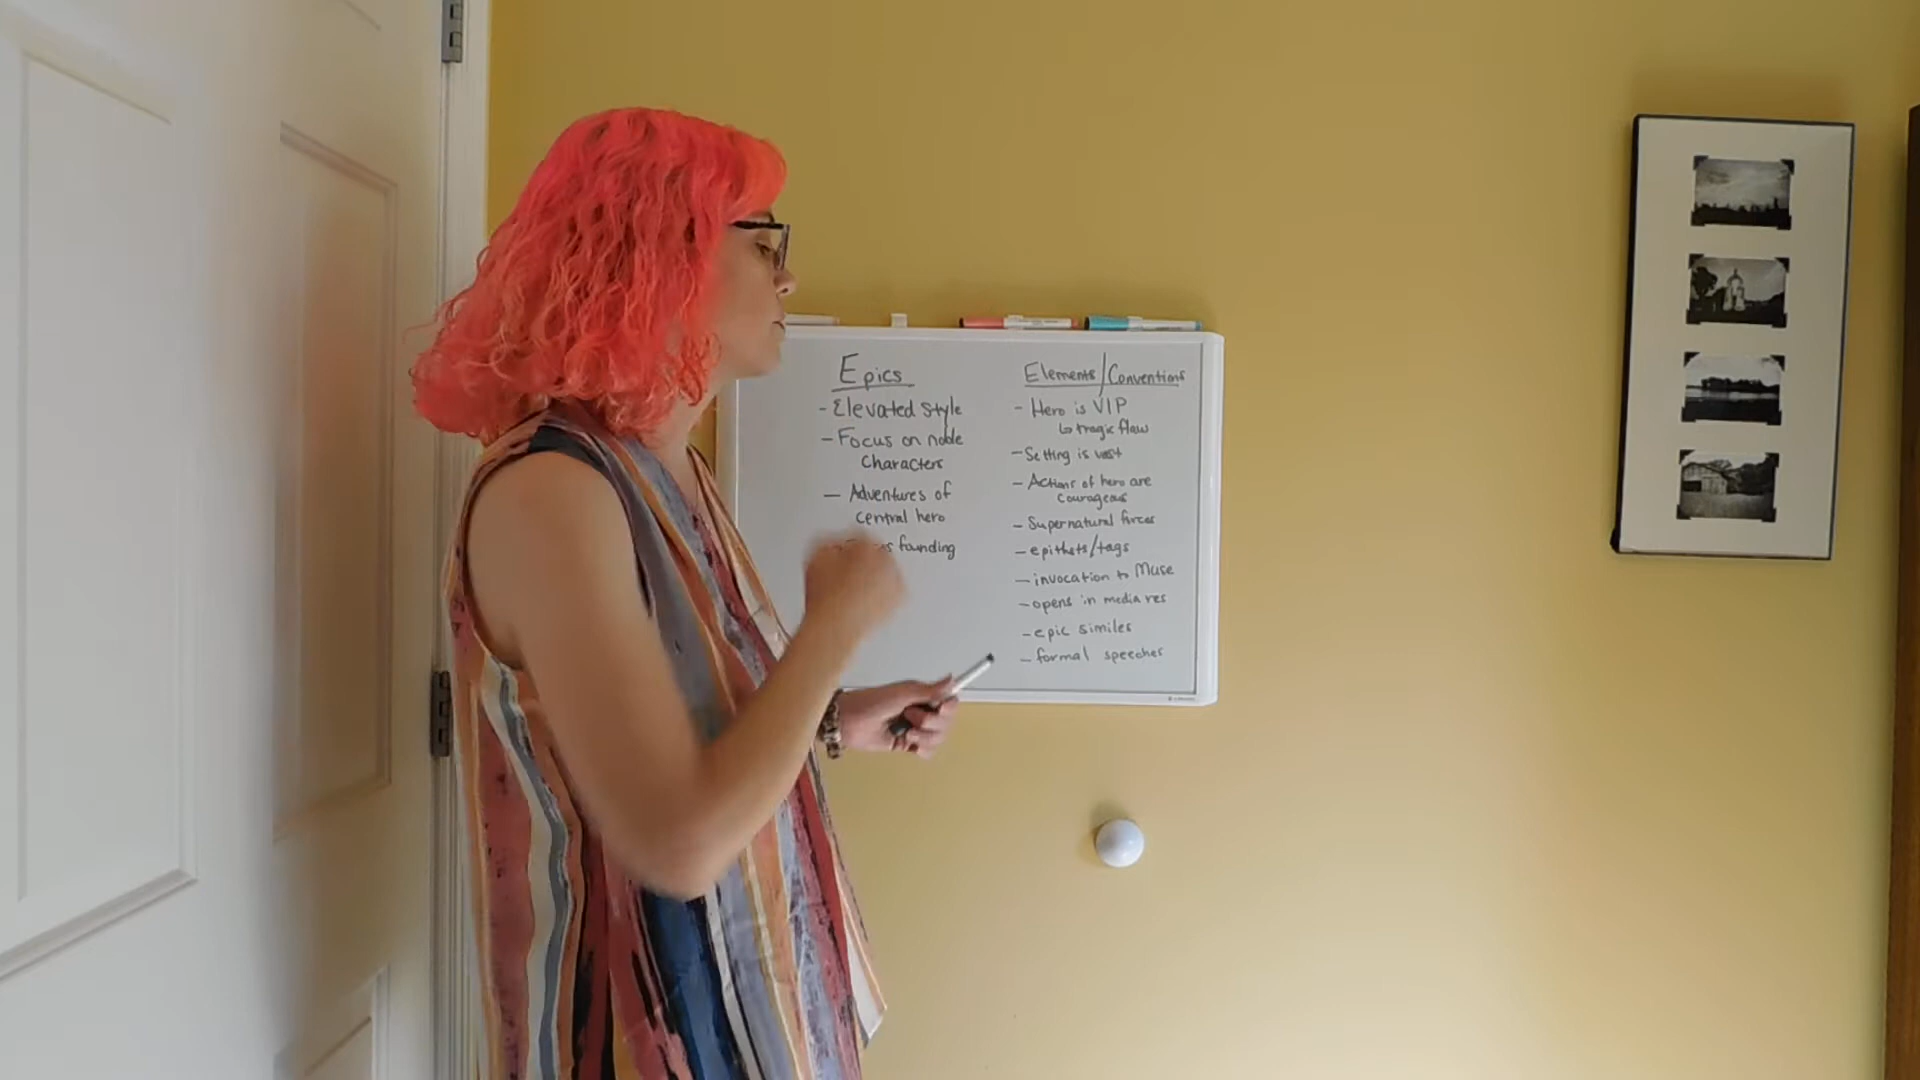 Epics
- Elevated Style
- Focus on noble
Characters
- Adventures of
central hero
founding
Elements/Conventions
- Hero is VIP
↳ tragic flaw
- Setting is vast
- Actions of hero are
courageous
- Supernatural forces
- epithets/tags
- invocation to Muse
- opens in media res
- epic similes
- formal speeches